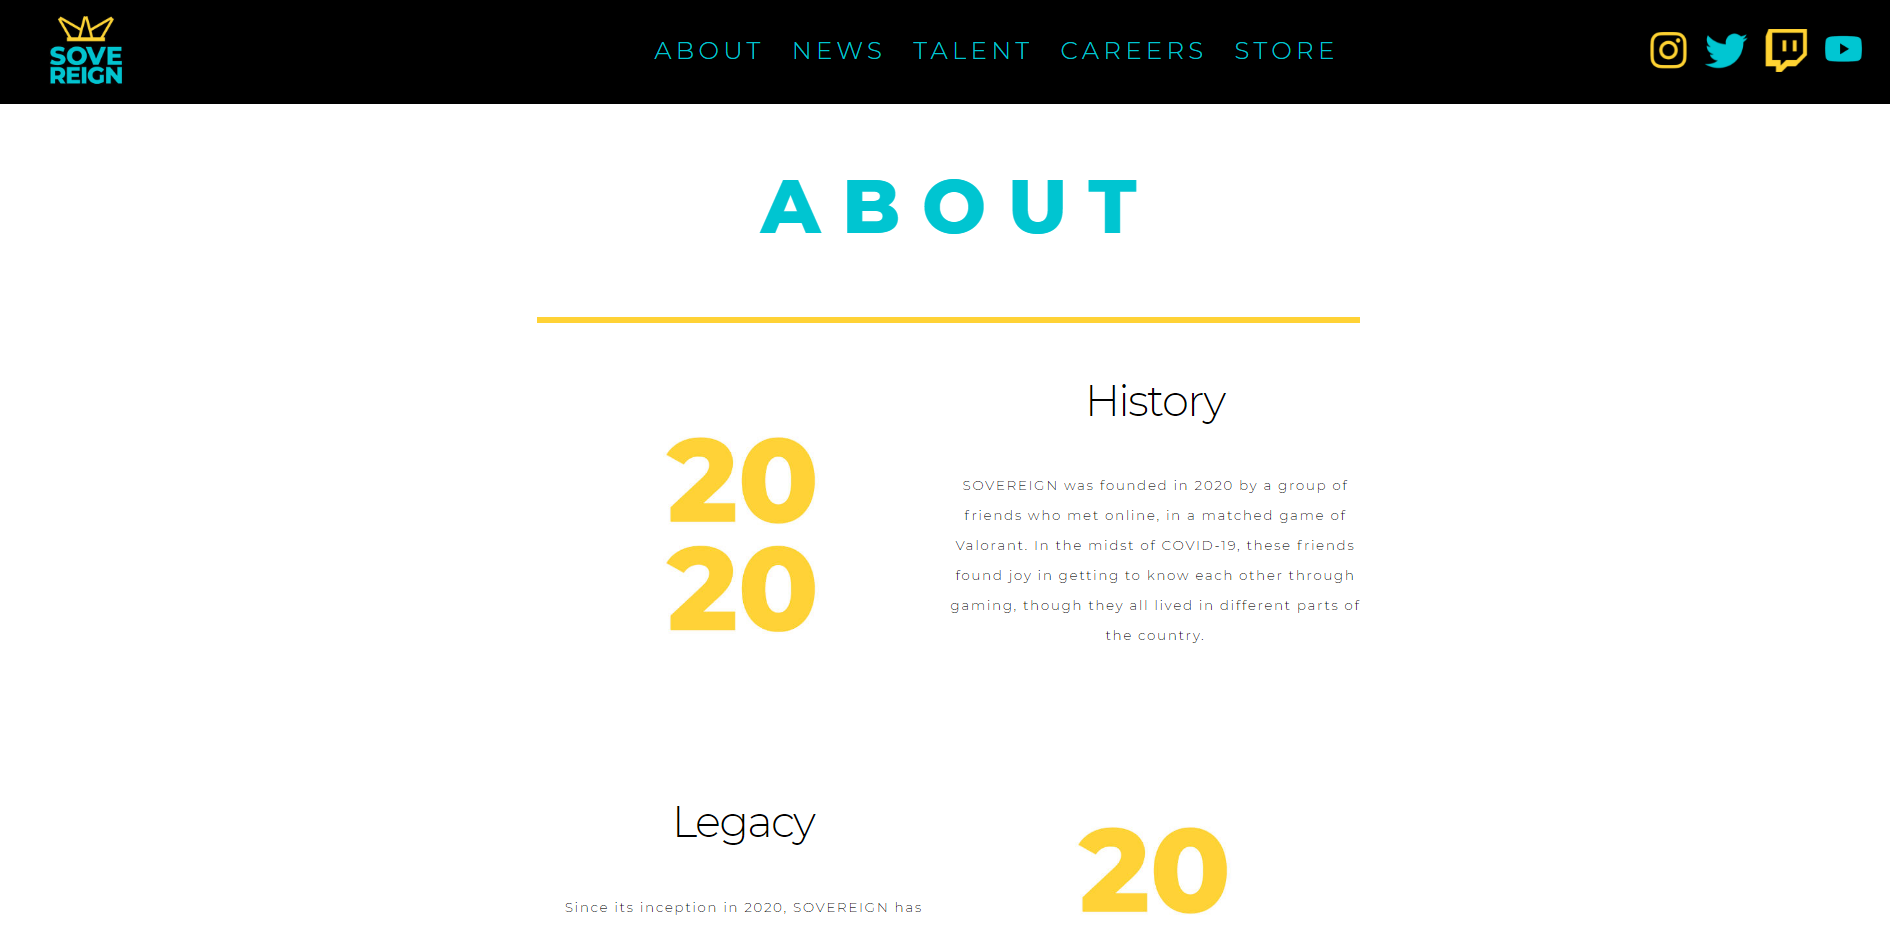 SOVE
REIGN
ABOUT NEWS TALENT CAREERS STORE
ABOUT
20
20
History
SOVEREIGN was founded in 2020 by a group of
friends who met online, in a matched game of
Valorant. In the midst of COVID-19, these friends
found joy in getting to know each other through
gaming, though they all lived in different parts of
the country.
Legacy
Since its inception in 2020, SOVEREIGN has
20